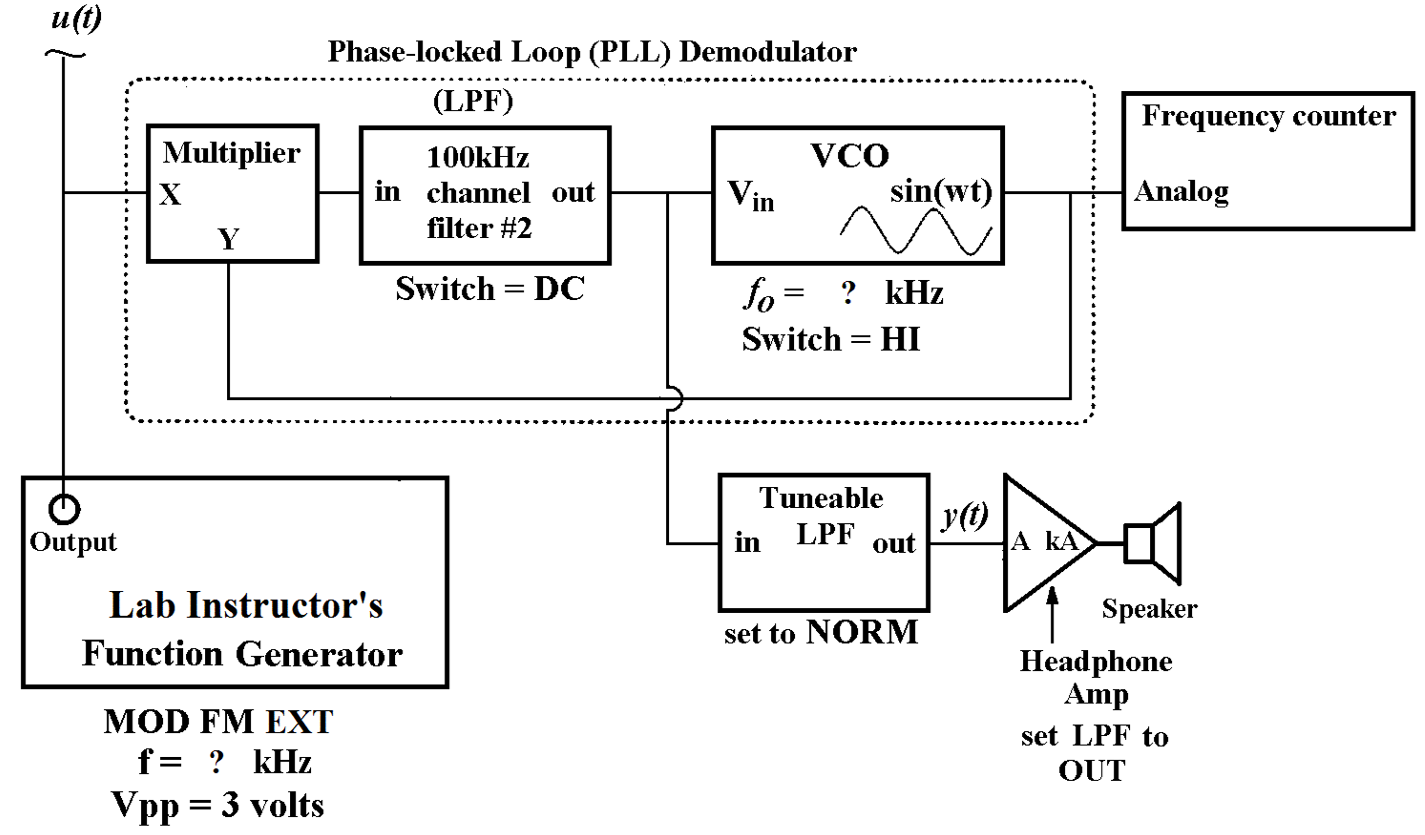 u(t)
Phase-locked Loop (PLL) Demodulator
(LPF)
Multiplier
X
Y
100kHz
in channel out
filter #2
Switch = DC
VCO
Vin sin(wt)
fo = ? kHz
Switch = HI
Frequency counter
Analog
Output
Lab Instructor's
Function Generator
MOD FM EXT
f = ? kHz
Vpp = 3 volts
Tuneable
in LPF out
set to NORM
y(t)
A kA
Speaker
Headphone
Amp
set LPF to
OUT